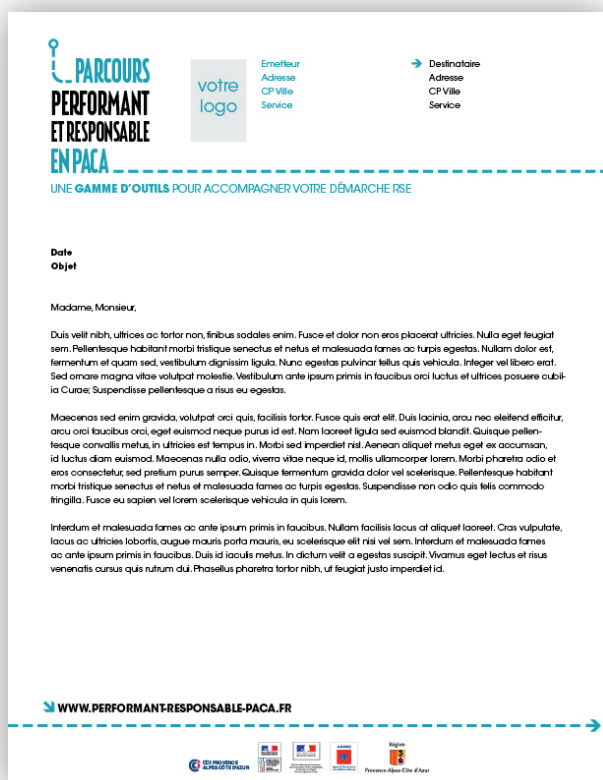 PARCOURS
PERFORMANT
ET RESPONSABLE
EN PACA
UNE GAMME D'OUTILS POUR ACCOMPAGNER VOTRE DÉMARCHE RSE
votre
logo
Emetteur
Adresse
CP Ville
Service
Destinataire
Adresse
CP Ville
Service
Date
Objet
Madame, Monsieur,
Duis velit nibh, ultrices ac tortor non, finibus sodales enim. Fusce et dolor non eros placerat ultricies. Nulla eget feugiat
sem. Pellentesque habitant morbi tristique senectus et netus et malesuada fames ac turpis egestas. Nullam dolor est,
fermentum et quam sed, vestibulum dignissim ligula. Nunc egestas pulvinar tellus quis vehicula. Integer vel libero erat.
Sed ornare magna vitae volutpat molestie. Vestibulum ante ipsum primis in faucibus orci luctus et ultrices posuere cubil-
ia Curae; Suspendisse pellentesque a risus eu egestas.
Maecenas sed enim gravida, volutpat orci quis, facilisis tortor. Fusce quis erat elit. Duis lacinia, arcu nec eleifend efficitur,
arcu orci faucibus orci, eget euismod neque purus id est. Nam laoreet ligula sed euismod blandit. Quisque pellen-
tesque convallis metus, in ultricies est tempus in. Morbi sed imperdiet nisl. Aenean aliquet metus eget ex accumsan,
id luctus diam euismod. Maecenas nulla odio, viverra vitae neque id, mollis ullamcorper lorem. Morbi pharetra odio et
eros consectetur, sed pretium purus semper. Quisque fermentum gravida dolor vel scelerisque. Pellentesque habitant
morbi tristique senectus et netus et malesuada fames ac turpis egestas. Suspendisse non odio quis felis commodo
fringilla. Fusce eu sapien vel lorem scelerisque vehicula in quis lorem.
Interdum et malesuada fames ac ante ipsum primis in faucibus. Nullam facilisis lacus at aliquet laoreet. Cras vulputate,
lacus ac ultricies lobortis, augue mauris porta mauris, eu scelerisque elit nisi vel sem. Interdum et malesuada fames
ac ante ipsum primis in faucibus. Duis id iaculis metus. In dictum velit a egestas suscipit. Vivamus eget lectus et risus
venenatis cursus quis rutrum dui. Phasellus pharetra tortor nibh, ut feugiat justo imperdiet id.
WWW.PERFORMANT-RESPONSABLE-PACA.FR
CCI PROVENCE
ALPES CÔTE D'AZUR
Région
Provence-Alpes-Côte d'Azur